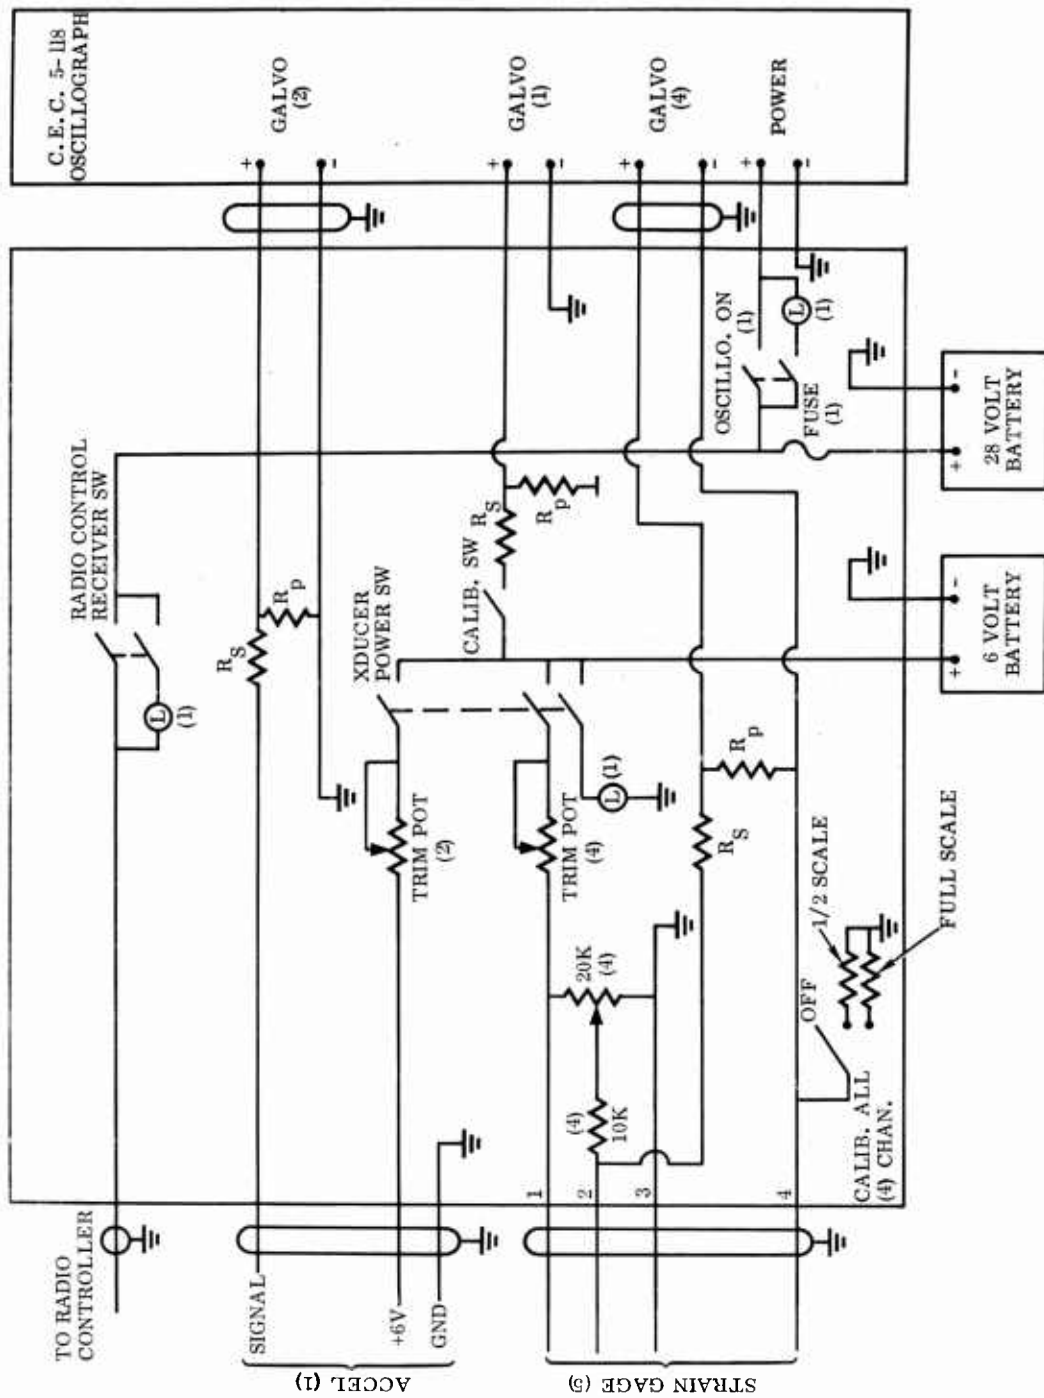 TO RADIO
CONTROLLER
RADIO CONTROL
RECEIVER SW
L
(1)
C.E.C. 5-118
OSCILLOGRAPH
ACCEL (1)
SIGNAL
+6V
GND
R S
R p
+
-
GALVO
(2)
XDUCER
POWER SW
TRIM POT
(2)
CALIB. SW
R S
R p
+
-
GALVO
(1)
STRAIN GAGE (5)
1
2
3
4
TRIM POT
(4)
L
(1)
20K
(4)
(4)
10K
R S
R p
+
-
GALVO
(4)
OSCILLO. ON
(1)
L
(1)
FUSE
(1)
+
-
POWER
CALIB. ALL
(4) CHAN.
OFF
1/2 SCALE
FULL SCALE
+
-
6 VOLT
BATTERY
+
-
28 VOLT
BATTERY